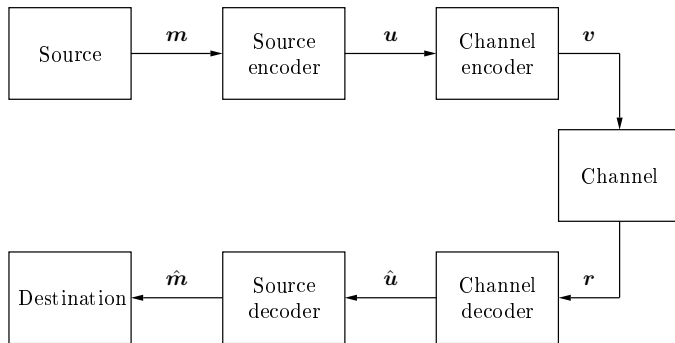 Source
m
Source
encoder
u
Channel
encoder
v
Channel
Destination
m̂
Source
decoder
û
Channel
decoder
r